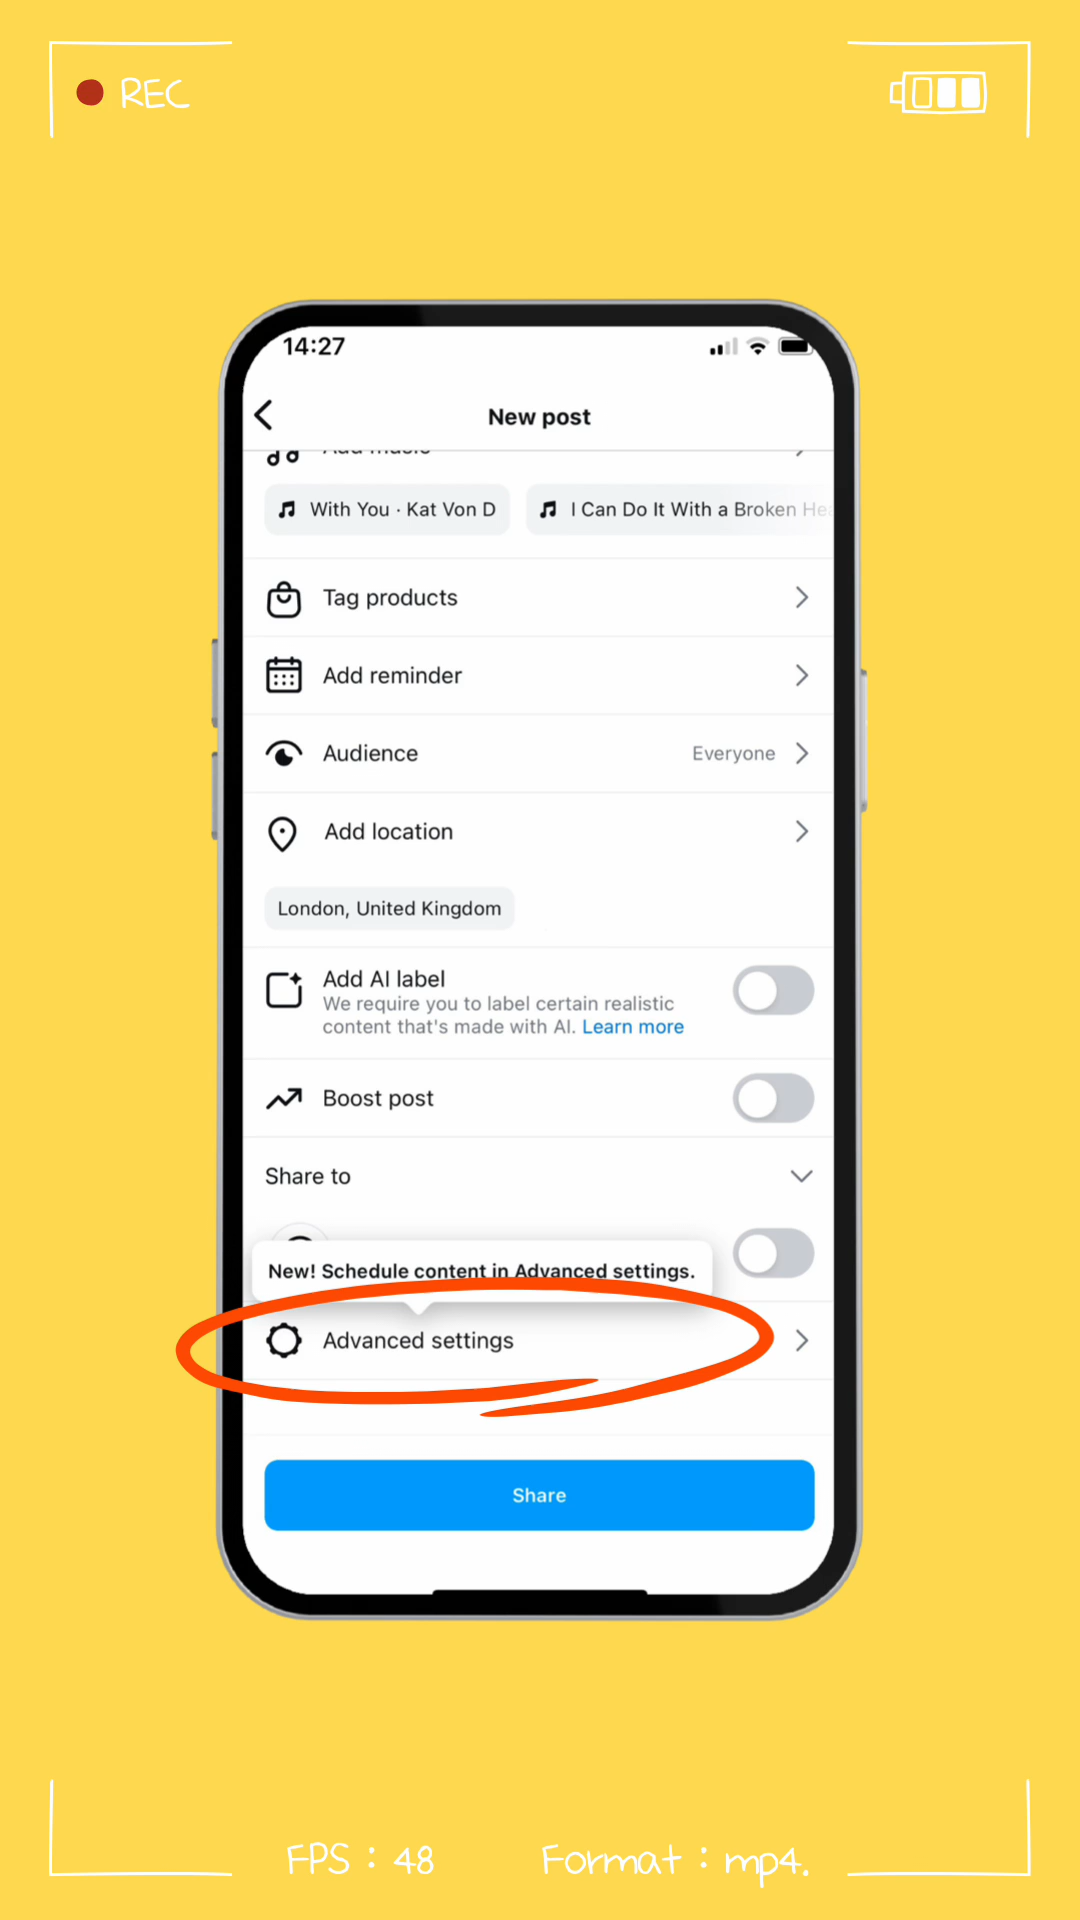 REC
14:27
New post
Add music
With You · Kat Von D
I Can Do It With a Broken Hea
Tag products
Add reminder
Audience
Everyone
Add location
London, United Kingdom
Add AI label
We require you to label certain realistic
content that's made with AI. Learn more
Boost post
Share to
New! Schedule content in Advanced settings.
Advanced settings
Share
FPS : 48
Format : mp4.